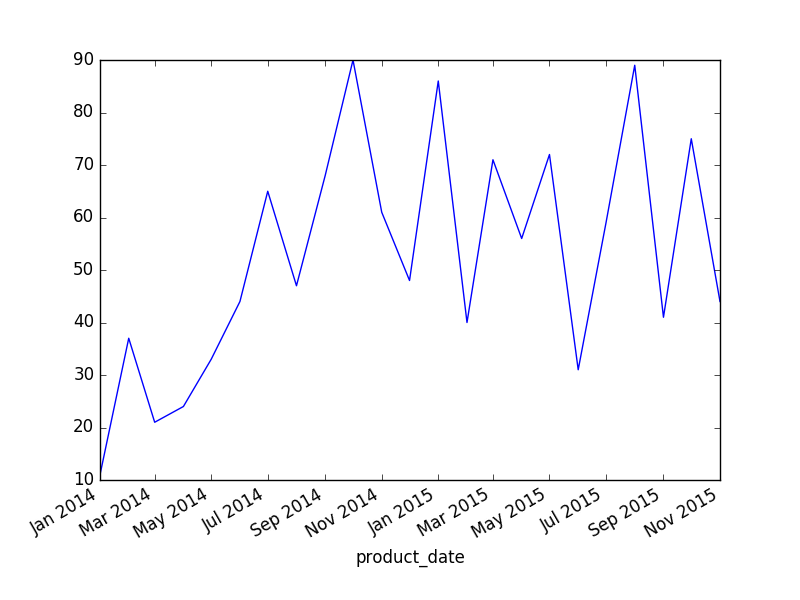 90
80
70
60
50
40
30
20
10
Jan 2014
Mar 2014
May 2014
Jul 2014
Sep 2014
Nov 2014
Jan 2015
Mar 2015
May 2015
Jul 2015
Sep 2015
Nov 2015
product_date